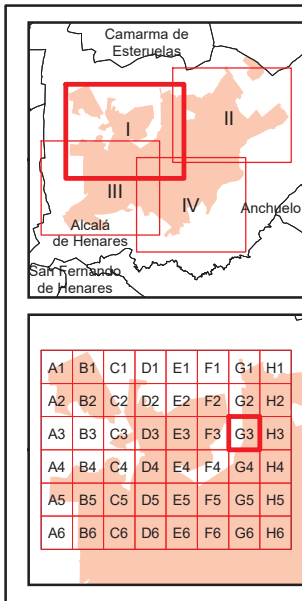 Camarma de
Esteruelas
I
II
III
IV
Anchuelo
Alcalá
de Henares
San Fernando
de Henares
A1 B1 C1 D1 E1 F1 G1 H1
A2 B2 C2 D2 E2 F2 G2 H2
A3 B3 C3 D3 E3 F3 G3 H3
A4 B4 C4 D4 E4 F4 G4 H4
A5 B5 C5 D5 E5 F5 G5 H5
A6 B6 C6 D6 E6 F6 G6 H6